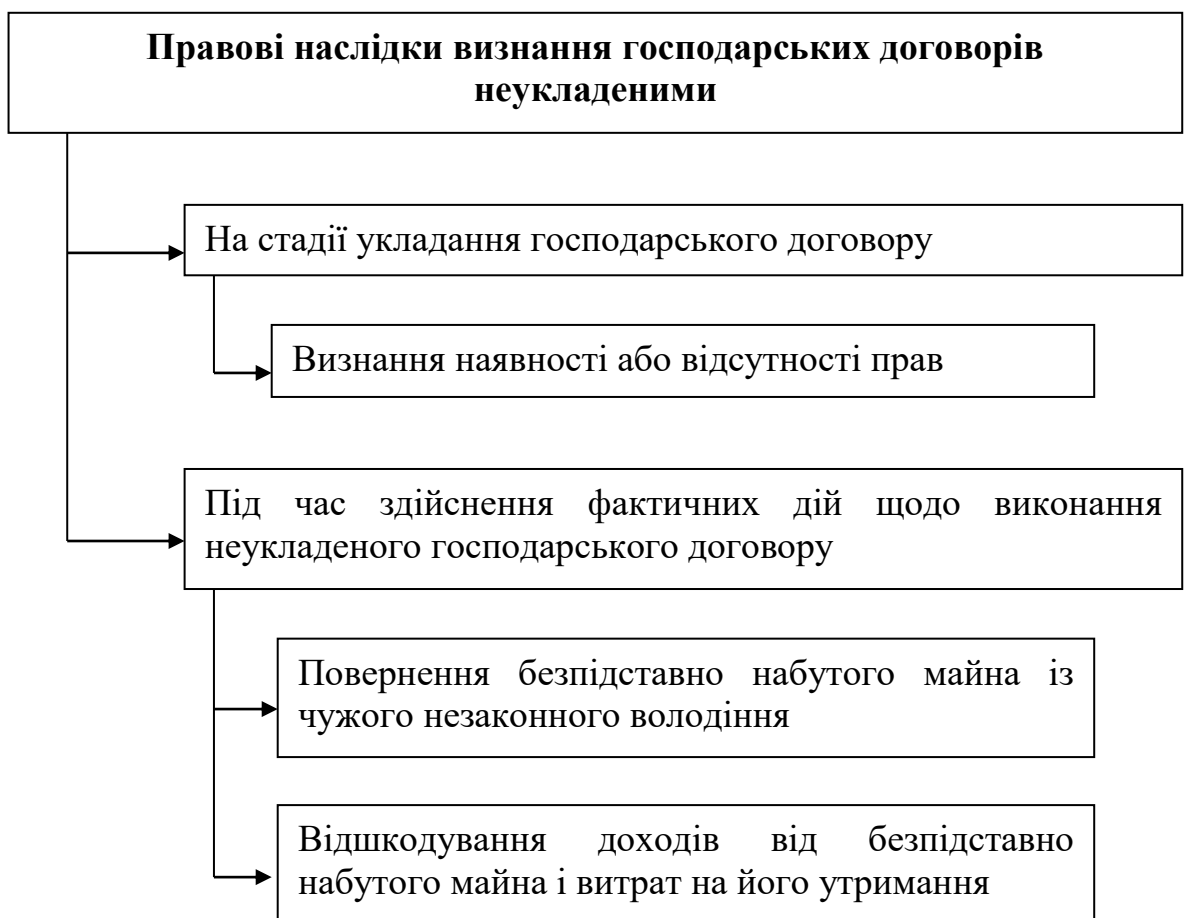 Правові наслідки визнання господарських договорів
неукладеними
На стадії укладання господарського договору
Визнання наявності або відсутності прав
Під час здійснення фактичних дій щодо виконання
неукладеного господарського договору
Повернення безпідставно набутого майна із
чужого незаконного володіння
Відшкодування доходів від безпідставно
набутого майна і витрат на його утримання